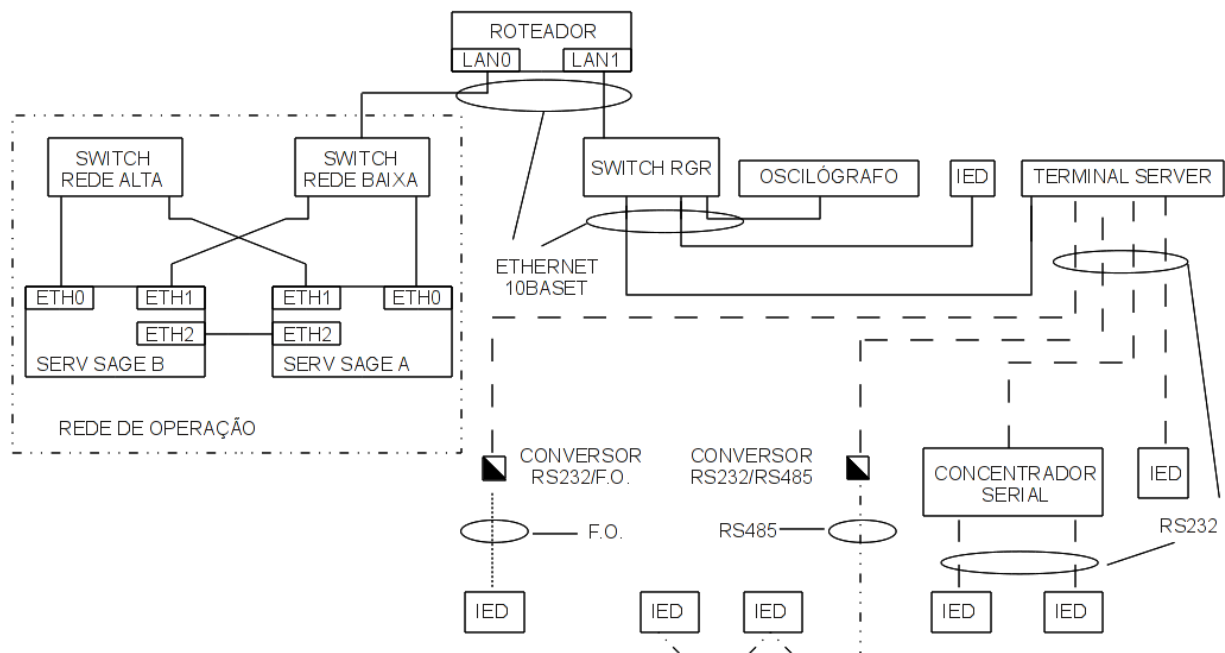 ROTEADOR
LAN0
LAN1
SWITCH
REDE ALTA
SWITCH
REDE BAIXA
SWITCH RGR
OSCILÓGRAFO
IED
TERMINAL SERVER
ETHERNET
10BASET
ETH0
ETH1
ETH1
ETH0
ETH2
ETH2
SERV SAGE B
SERV SAGE A
REDE DE OPERAÇÃO
CONVERSOR
RS232/F.O.
CONVERSOR
RS232/RS485
CONCENTRADOR
SERIAL
IED
F.O.
RS485
RS232
IED
IED
IED
IED
IED